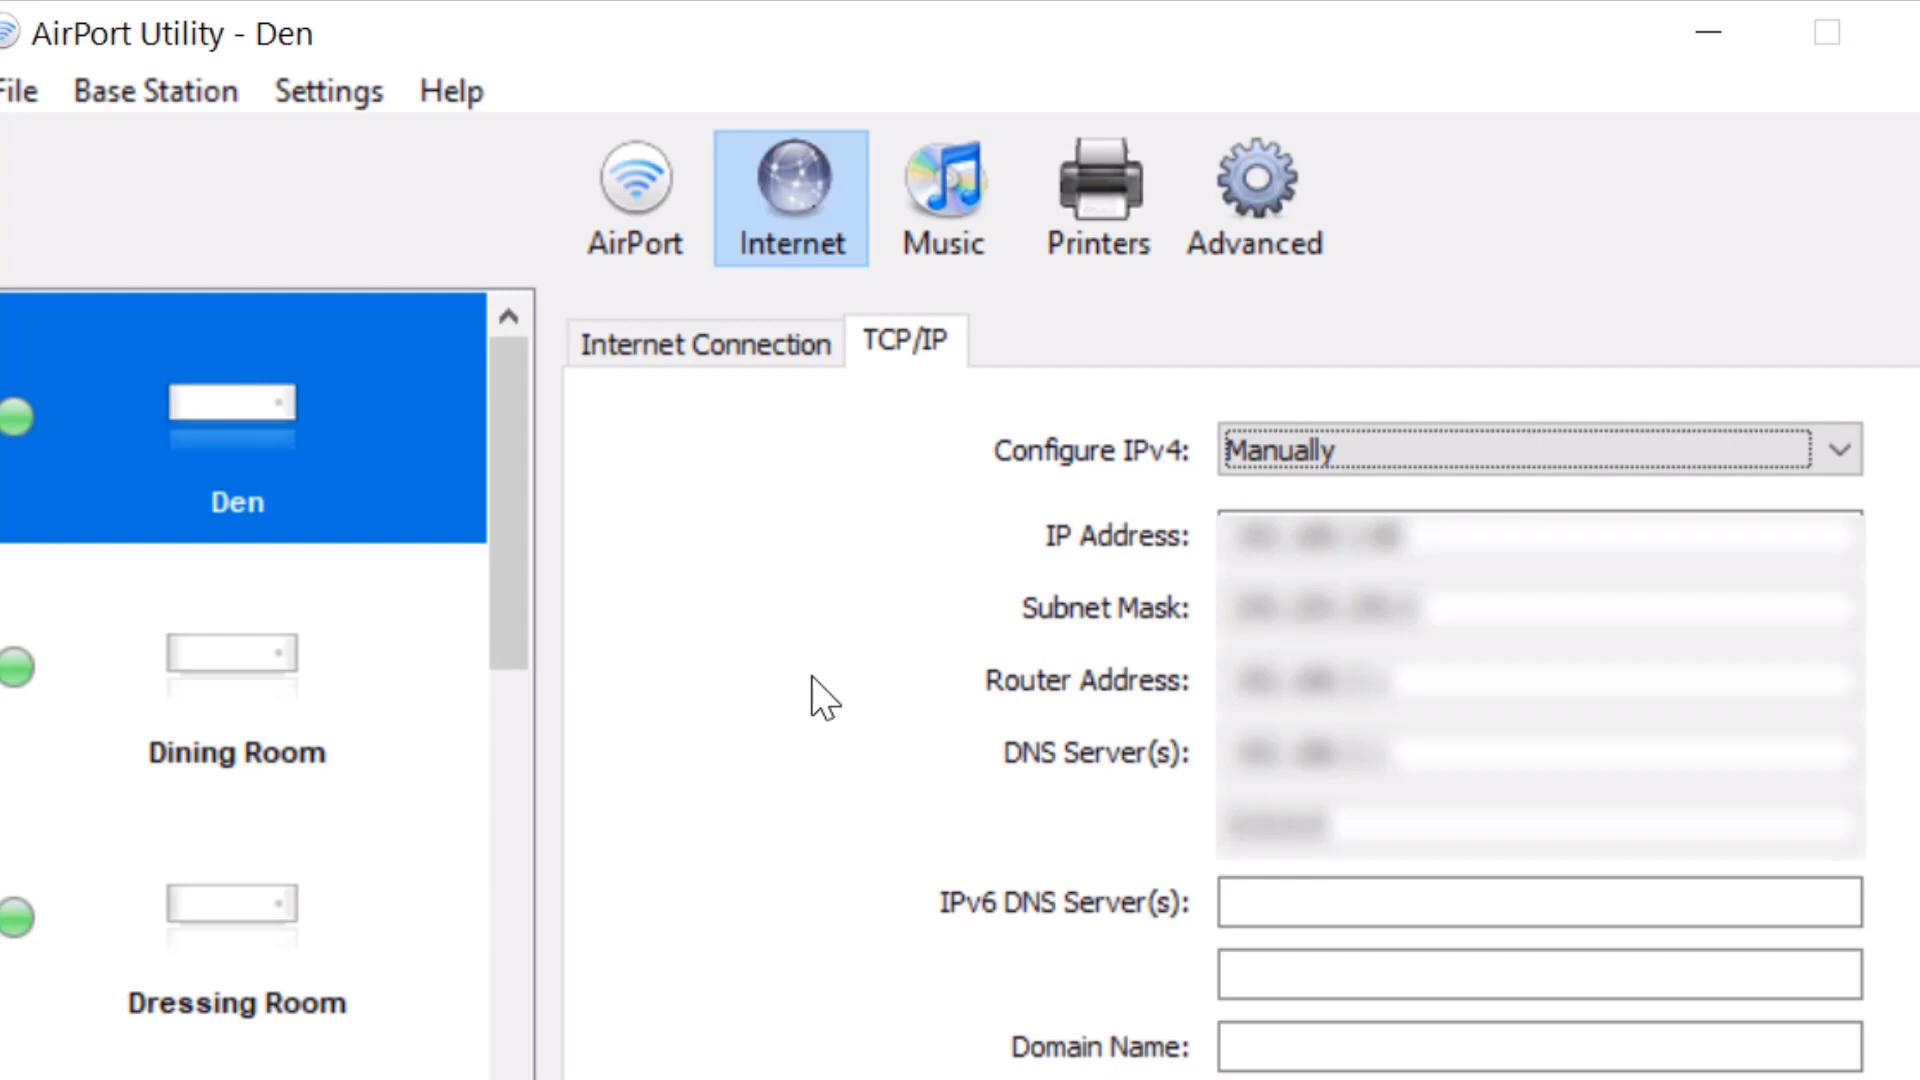 AirPort Utility - Den
File Base Station Settings Help
AirPort Internet Music Printers Advanced
Internet Connection TCP/IP
Den
Dining Room
Dressing Room
Configure IPv4: Manually
IP Address:
Subnet Mask:
Router Address:
DNS Server(s):
IPv6 DNS Server(s):
Domain Name: